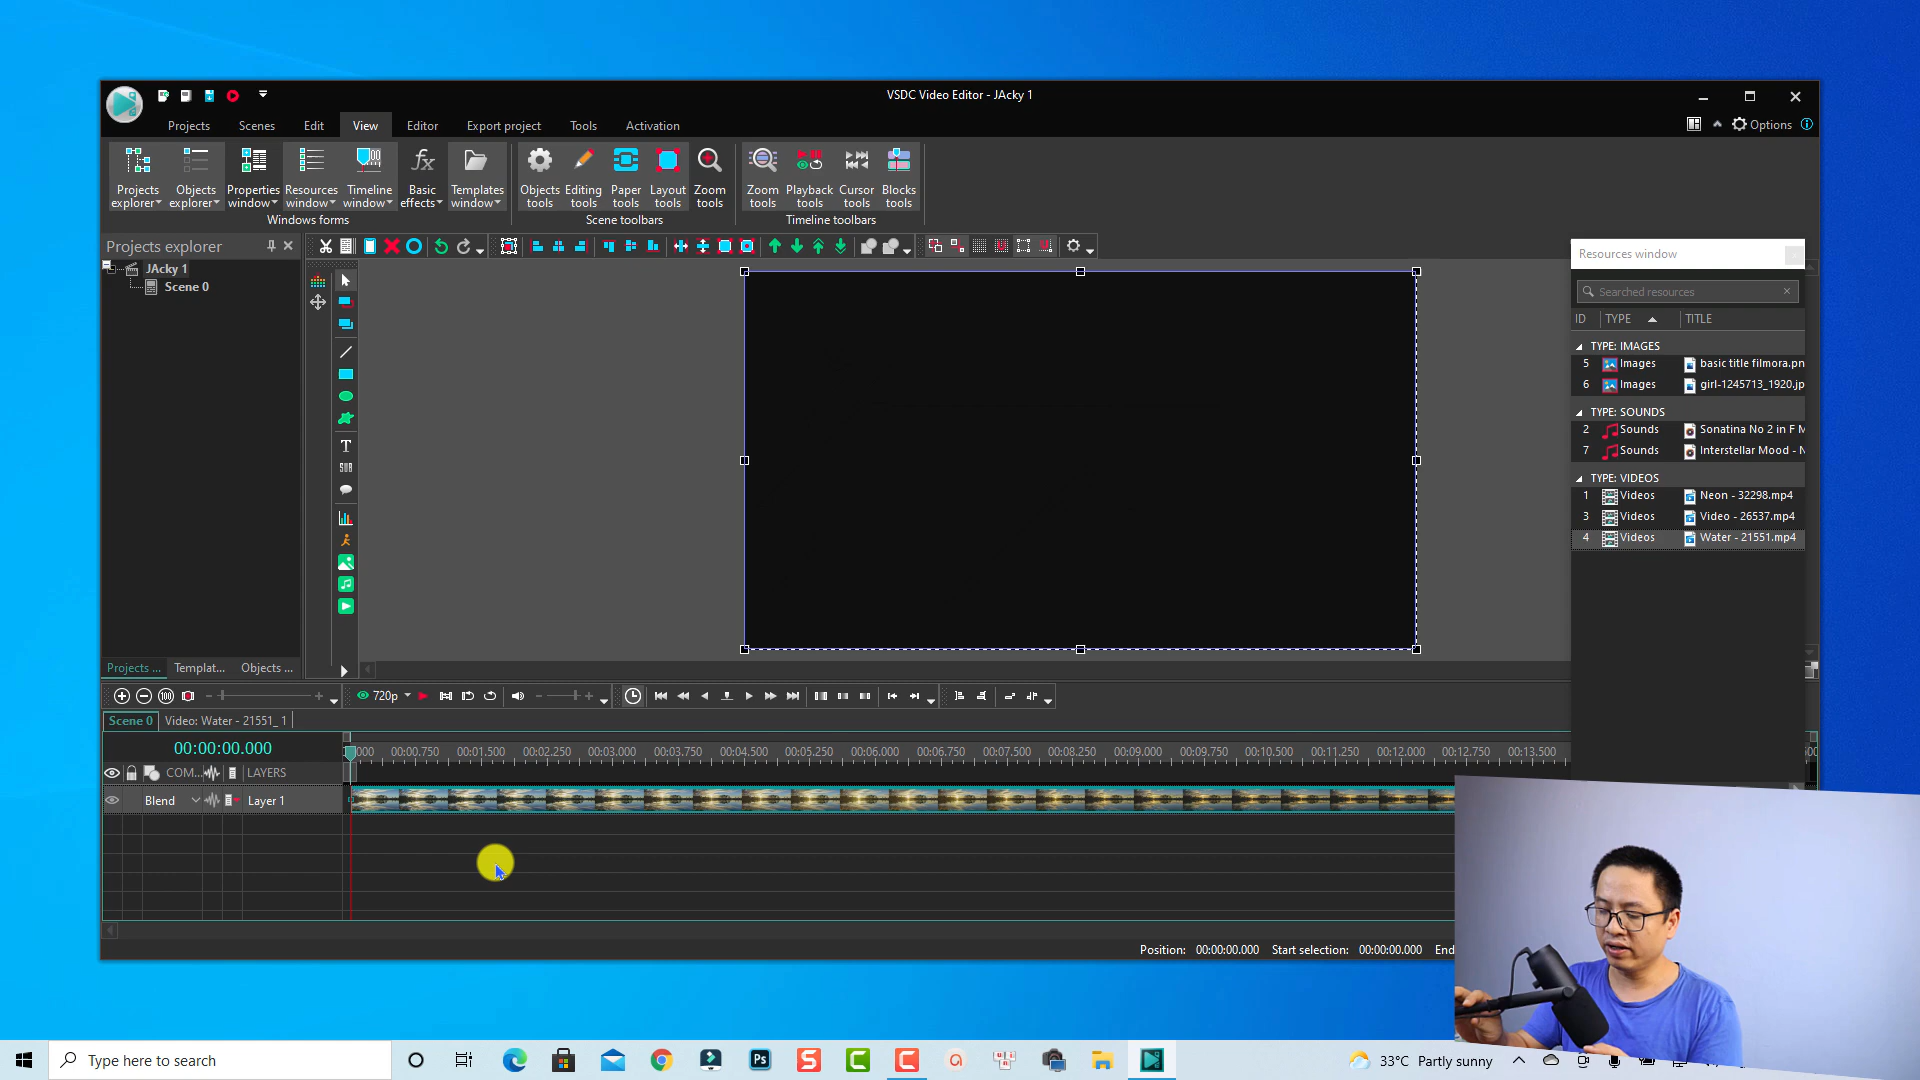 VSDC Video Editor - JAcky 1
Projects Scenes Edit View Editor Export project Tools Activation
Options
Projects explorer
Objects explorer
Properties window
Resources window
Timeline window
Basic effects
Templates window
Objects tools
Editing tools
Paper tools
Layout tools
Zoom tools
Zoom tools
Playback tools
Cursor tools
Blocks tools
Windows forms
Scene toolbars
Timeline toolbars
Projects explorer
JAcky 1
Scene 0
Resources window
Searched resources
ID TYPE TITLE
TYPE: IMAGES
5 Images basic title filmora.pn
6 Images girl-1245713_1920.jp
TYPE: SOUNDS
2 Sounds Sonatina No 2 in F M
7 Sounds Interstellar Mood - N
TYPE: VIDEOS
1 Videos Neon - 32298.mp4
3 Videos Video - 26537.mp4
4 Videos Water - 21551.mp4
T
SUB
Projects ... Templat... Objects ...
720p
Scene 0 Video: Water - 21551_ 1
00:00:00.000
000 00:00.750 00:01.500 00:02.250 00:03.000 00:03.750 00:04.500 00:05.250 00:06.000 00:06.750 00:07.500 00:08.250 00:09.000 00:09.750 00:10.500 00:11.250 00:12.000 00:12.750 00:13.500
COM... LAYERS
Blend Layer 1
Position: 00:00:00.000 Start selection: 00:00:00.000 End
Type here to search
Ps
33°C Partly sunny